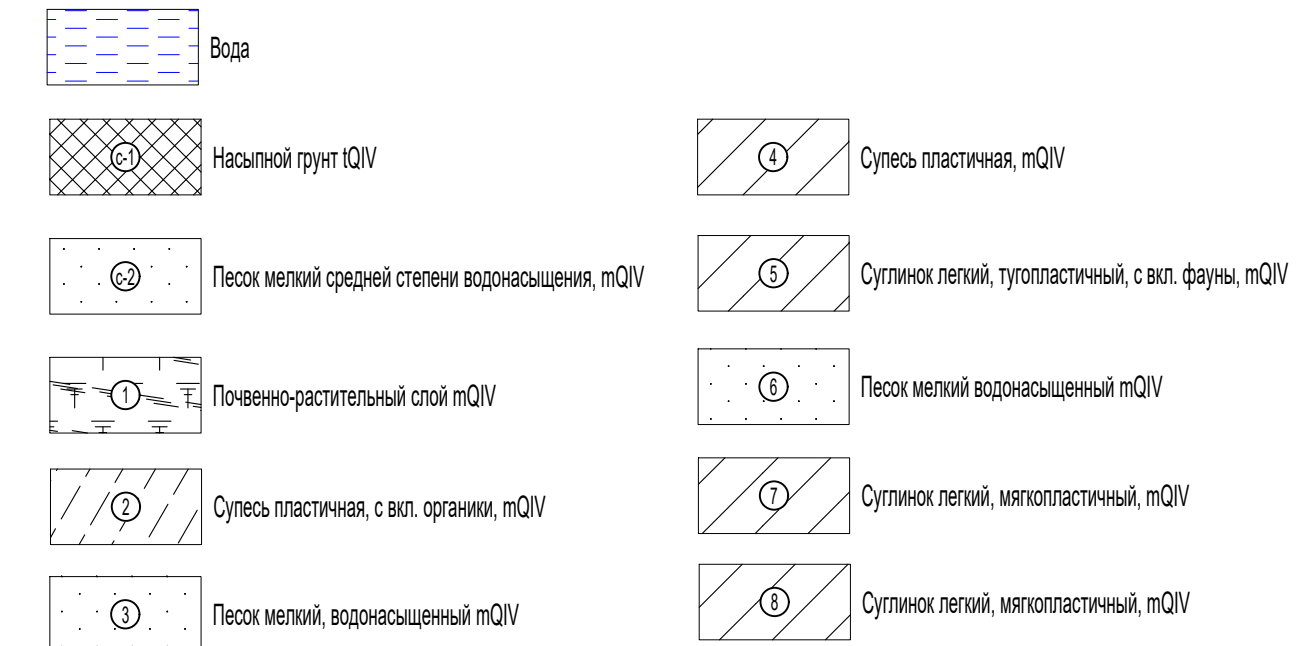 Вода
с-1 Насыпной грунт tQIV
с-2 Песок мелкий средней степени водонасыщения, mQIV
1 Почвенно-растительный слой mQIV
2 Супесь пластичная, с вкл. органики, mQIV
3 Песок мелкий, водонасыщенный mQIV
4 Супесь пластичная, mQIV
5 Суглинок легкий, тугопластичный, с вкл. фауны, mQIV
6 Песок мелкий водонасыщенный mQIV
7 Суглинок легкий, мягкопластичный, mQIV
8 Суглинок легкий, мягкопластичный, mQIV